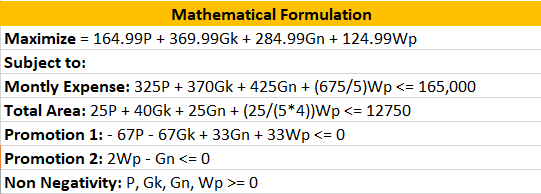 Mathematical Formulation
Maximize = 164.99P + 369.99Gk + 284.99Gn + 124.99Wp
Subject to:
Montly Expense: 325P + 370Gk + 425Gn + (675/5)Wp <= 165,000
Total Area: 25P + 40Gk + 25Gn + (25/(5*4))Wp <= 12750
Promotion 1: - 67P - 67Gk + 33Gn + 33Wp <= 0
Promotion 2: 2Wp - Gn <= 0
Non Negativity: P, Gk, Gn, Wp >= 0